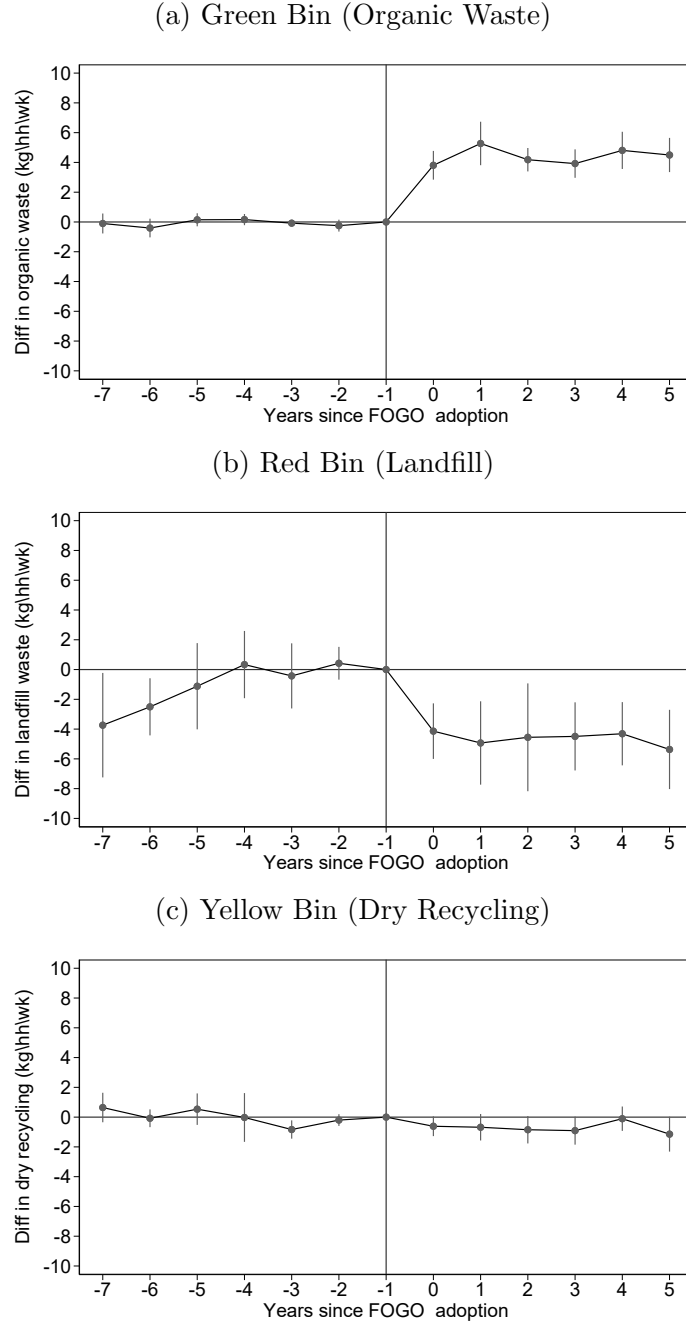 (a) Green Bin (Organic Waste)
Diff in organic waste (kg\hh\wk)
10
8
6
4
2
0
-2
-4
-6
-8
-10
-7 -6 -5 -4 -3 -2 -1 0 1 2 3 4 5
Years since FOGO adoption
(b) Red Bin (Landfill)
Diff in landfill waste (kg\hh\wk)
10
8
6
4
2
0
-2
-4
-6
-8
-10
-7 -6 -5 -4 -3 -2 -1 0 1 2 3 4 5
Years since FOGO adoption
(c) Yellow Bin (Dry Recycling)
Diff in dry recycling (kg\hh\wk)
10
8
6
4
2
0
-2
-4
-6
-8
-10
-7 -6 -5 -4 -3 -2 -1 0 1 2 3 4 5
Years since FOGO adoption